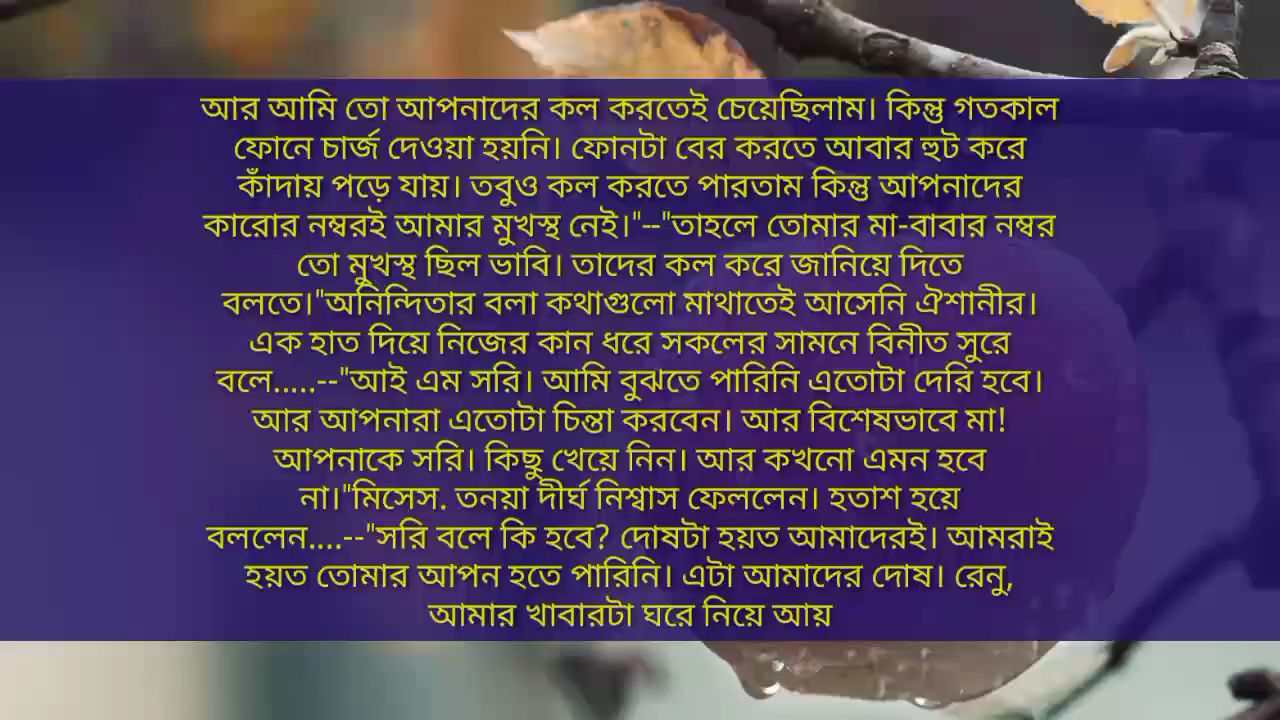 আর আমি তো আপনাদের কল করতেই চেয়েছিলাম। কিন্তু গতকাল
ফোনে চার্জ দেওয়া হয়নি। ফোনটা বের করতে আবার হুট করে
কাঁদায় পড়ে যায়। তবুও কল করতে পারতাম কিন্তু আপনাদের
কারোর নম্বরই আমার মুখস্থ নেই।"--"তাহলে তোমার মা-বাবার নম্বর
তো মুখস্থ ছিল ভাবি। তাদের কল করে জানিয়ে দিতে
বলতে।"অনিন্দিতার বলা কথাগুলো মাথাতেই আসেনি ঐশানীর।
এক হাত দিয়ে নিজের কান ধরে সকলের সামনে বিনীত সুরে
বলে.....--"আই এম সরি। আমি বুঝতে পারিনি এতোটা দেরি হবে।
আর আপনারা এতোটা চিন্তা করবেন। আর বিশেষভাবে মা!
আপনাকে সরি। কিছু খেয়ে নিন। আর কখনো এমন হবে
না।"মিসেস. তনয়া দীর্ঘ নিশ্বাস ফেললেন। হতাশ হয়ে
বললেন....--"সরি বলে কি হবে? দোষটা হয়ত আমাদেরই। আমরাই
হয়ত তোমার আপন হতে পারিনি। এটা আমাদের দোষ। রেনু,
আমার খাবারটা ঘরে নিয়ে আয়